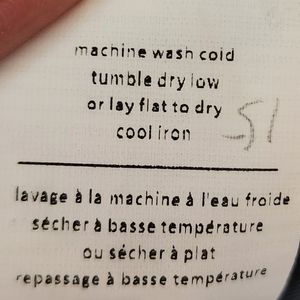 machine wash cold
tumble dry low
or lay flat to dry
cool iron
lavage à la machine à l'eau froide
sécher à basse température
ou sécher à plat
repassage à basse température